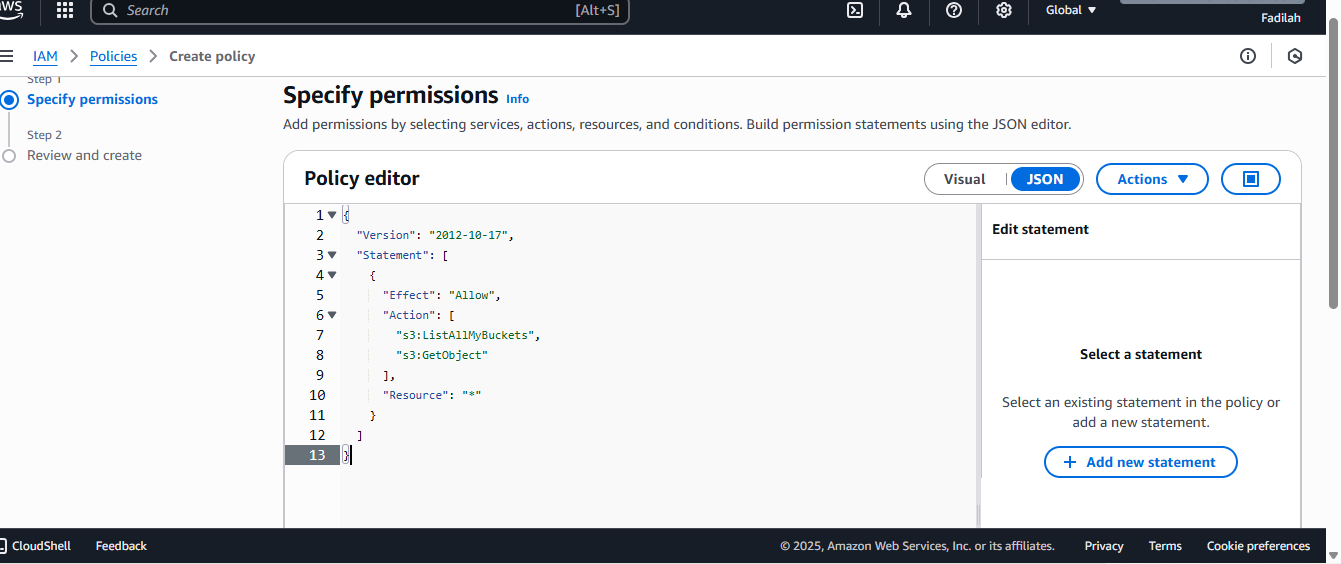 aws
Search
[Alt+S]
Global
Fadilah
IAM
Policies
Create policy
Step 1
Specify permissions
Step 2
Review and create
Specify permissions Info
Add permissions by selecting services, actions, resources, and conditions. Build permission statements using the JSON editor.
Policy editor
Visual
JSON
Actions
1 {
2 "Version": "2012-10-17",
3 "Statement": [
4 {
5 "Effect": "Allow",
6 "Action": [
7 "s3:ListAllMyBuckets",
8 "s3:GetObject"
9 ],
10 "Resource": "*"
11 }
12 ]
13 }
Edit statement
Select a statement
Select an existing statement in the policy or
add a new statement.
+ Add new statement
CloudShell
Feedback
© 2025, Amazon Web Services, Inc. or its affiliates.
Privacy
Terms
Cookie preferences